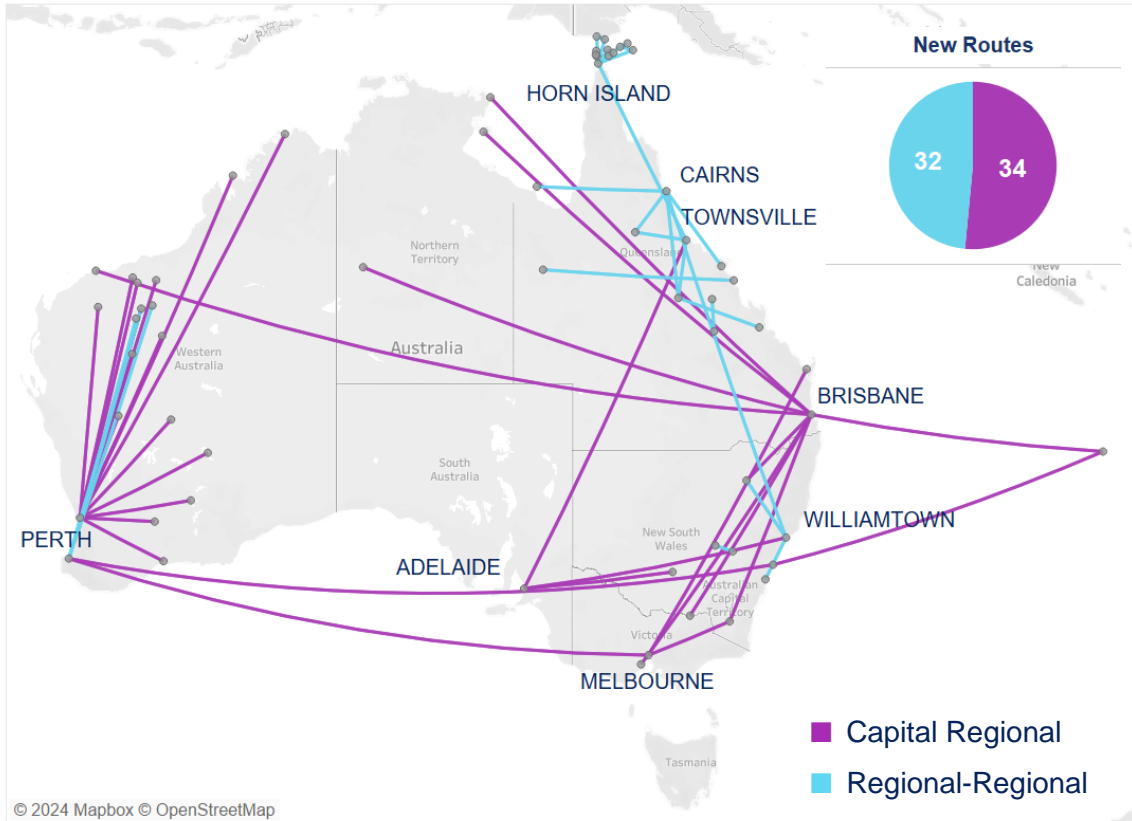 New Routes
32
34
HORN ISLAND
CAIRNS
TOWNSVILLE
Northern
Territory
Queensland
New
Caledonia
Western
Australia
Australia
BRISBANE
South
Australia
WILLIAMTOWN
New South
Wales
PERTH
ADELAIDE
Australian
Capital
Territory
Victoria
MELBOURNE
Capital Regional
Regional-Regional
Tasmania
© 2024 Mapbox © OpenStreetMap